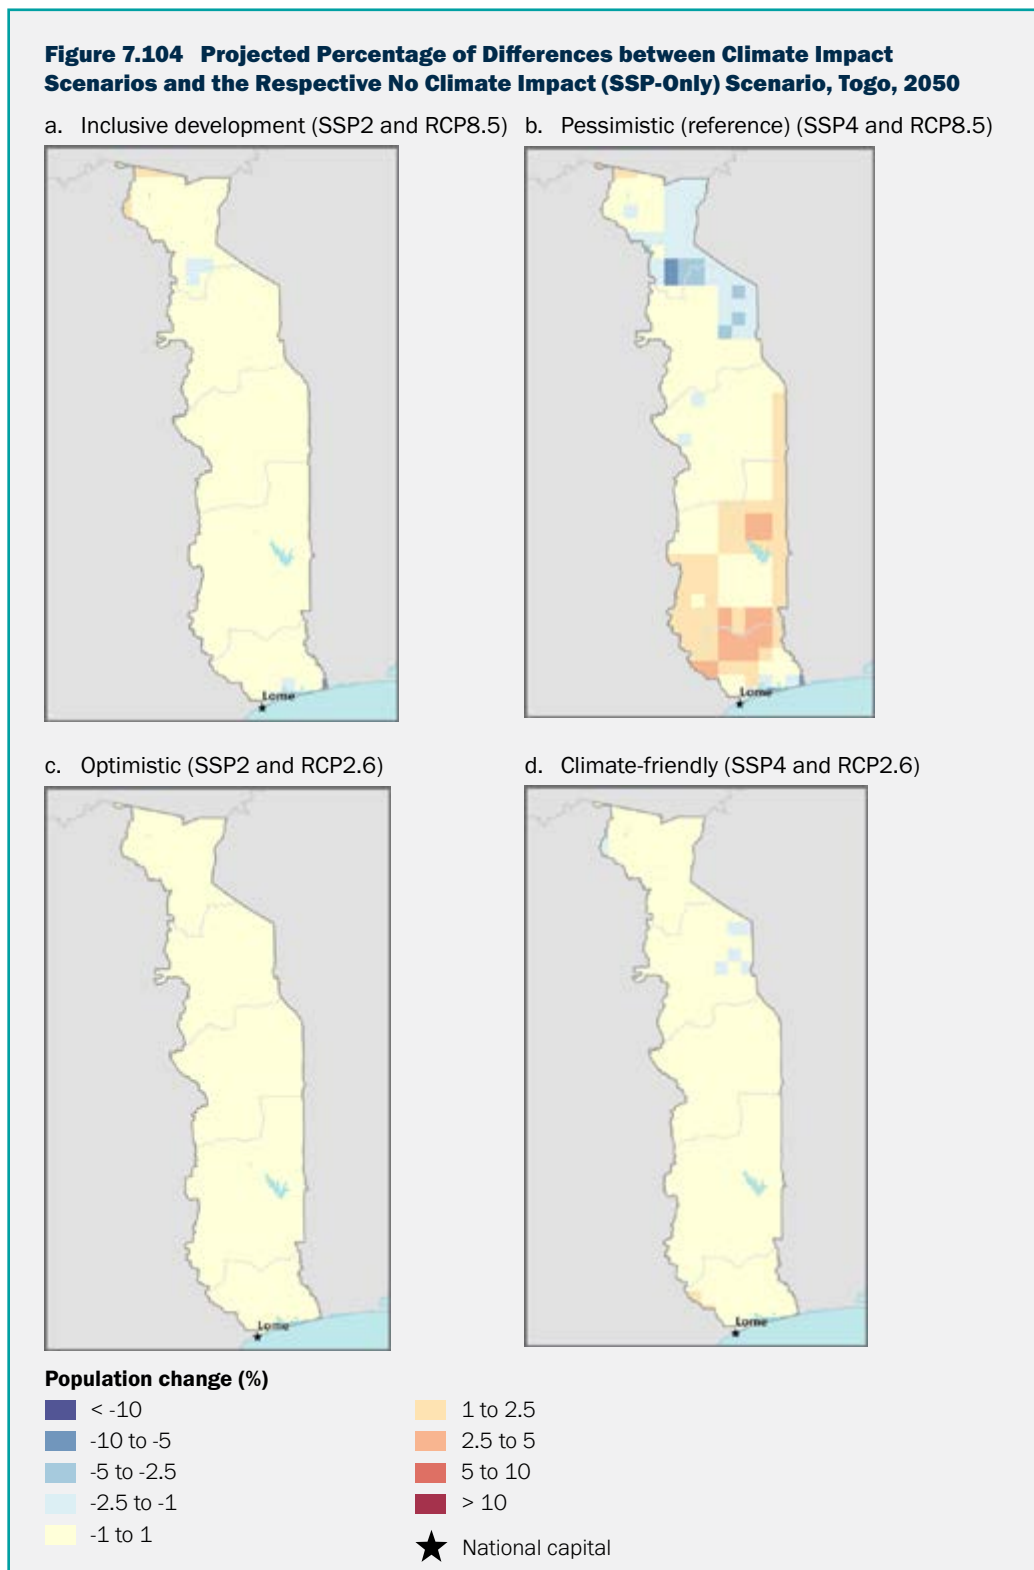 Figure 7.104 Projected Percentage of Differences between Climate Impact
Scenarios and the Respective No Climate Impact (SSP-Only) Scenario, Togo, 2050
a. Inclusive development (SSP2 and RCP8.5)
b. Pessimistic (reference) (SSP4 and RCP8.5)
Lome
Lome
c. Optimistic (SSP2 and RCP2.6)
d. Climate-friendly (SSP4 and RCP2.6)
Lome
Lome
Population change (%)
< -10
-10 to -5
-5 to -2.5
-2.5 to -1
-1 to 1
1 to 2.5
2.5 to 5
5 to 10
> 10
National capital